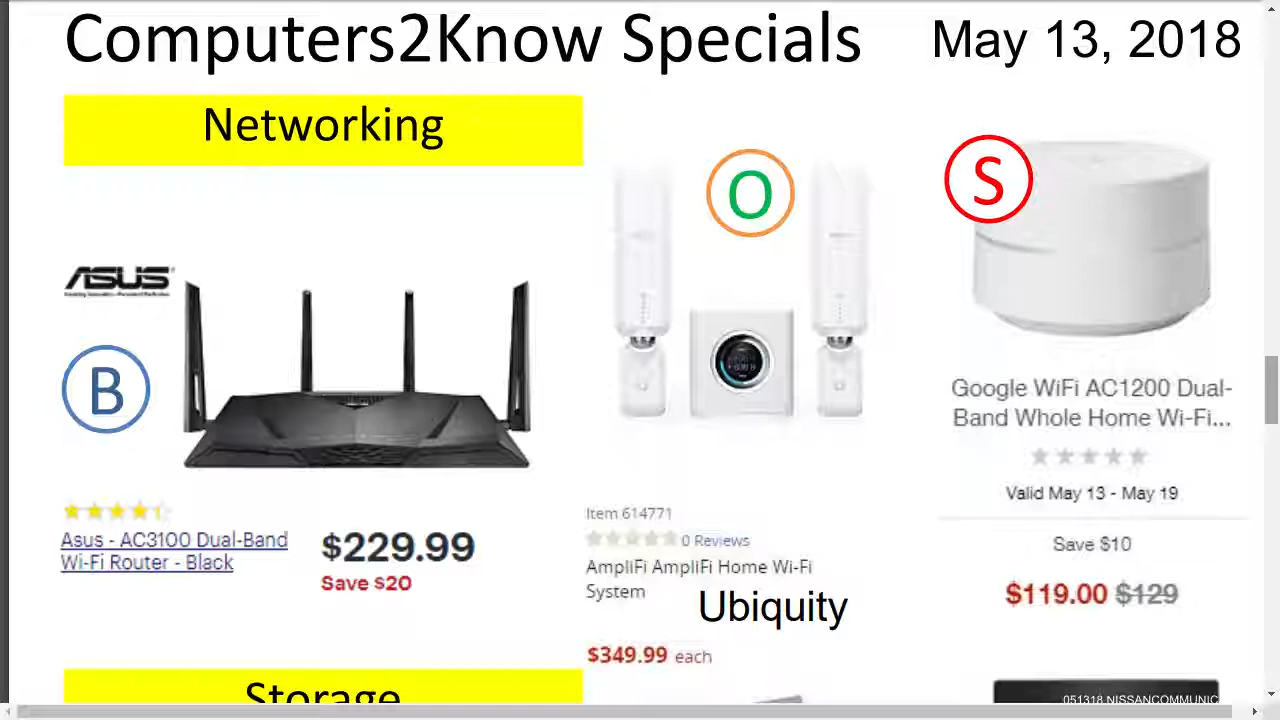 Computers2Know Specials
May 13, 2018
Networking
O
S
ASUS
B
Google WiFi AC1200 Dual-
Band Whole Home Wi-Fi...
Valid May 13 - May 19
Save $10
$119.00 $129
Asus - AC3100 Dual-Band
Wi-Fi Router - Black
$229.99
Save $20
Item 614771
0 Reviews
AmpliFi AmpliFi Home Wi-Fi
System
Ubiquity
$349.99 each
Storage
051318.NISSANCOMMUNIC